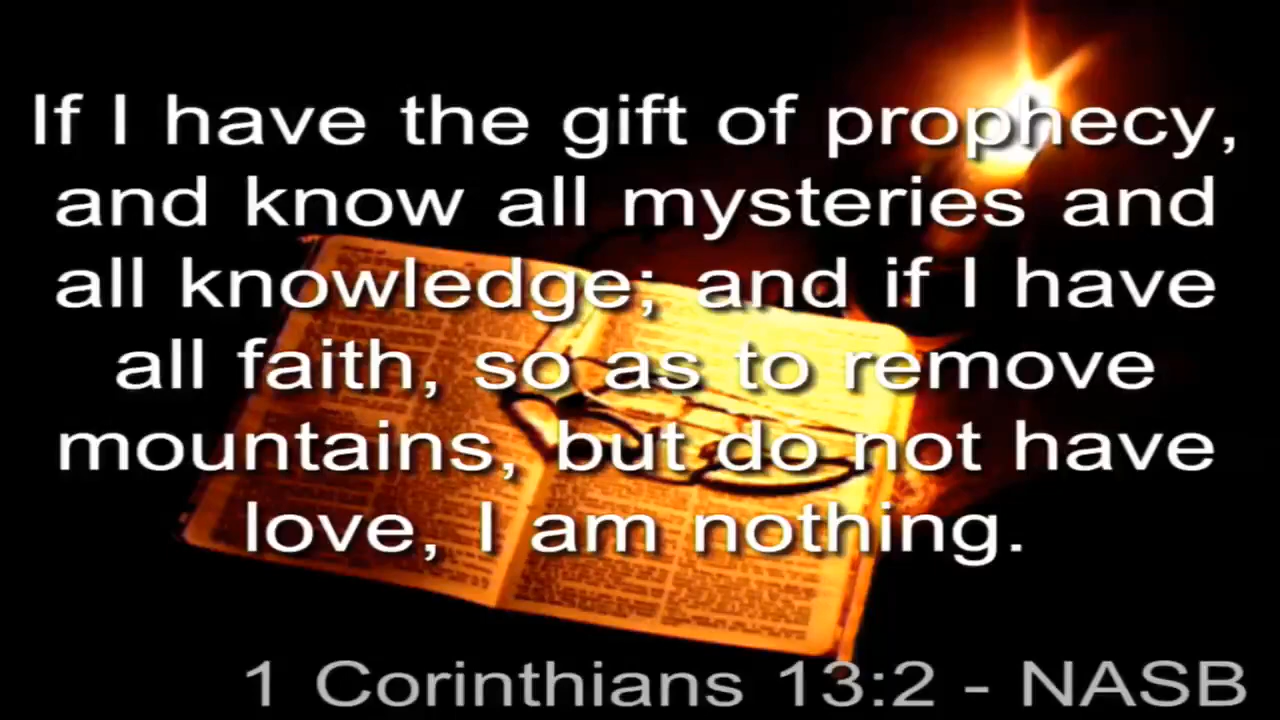 If I have the gift of prophecy,
and know all mysteries and
all knowledge; and if I have
all faith, so as to remove
mountains, but do not have
love, I am nothing.
1 Corinthians 13:2 - NASB